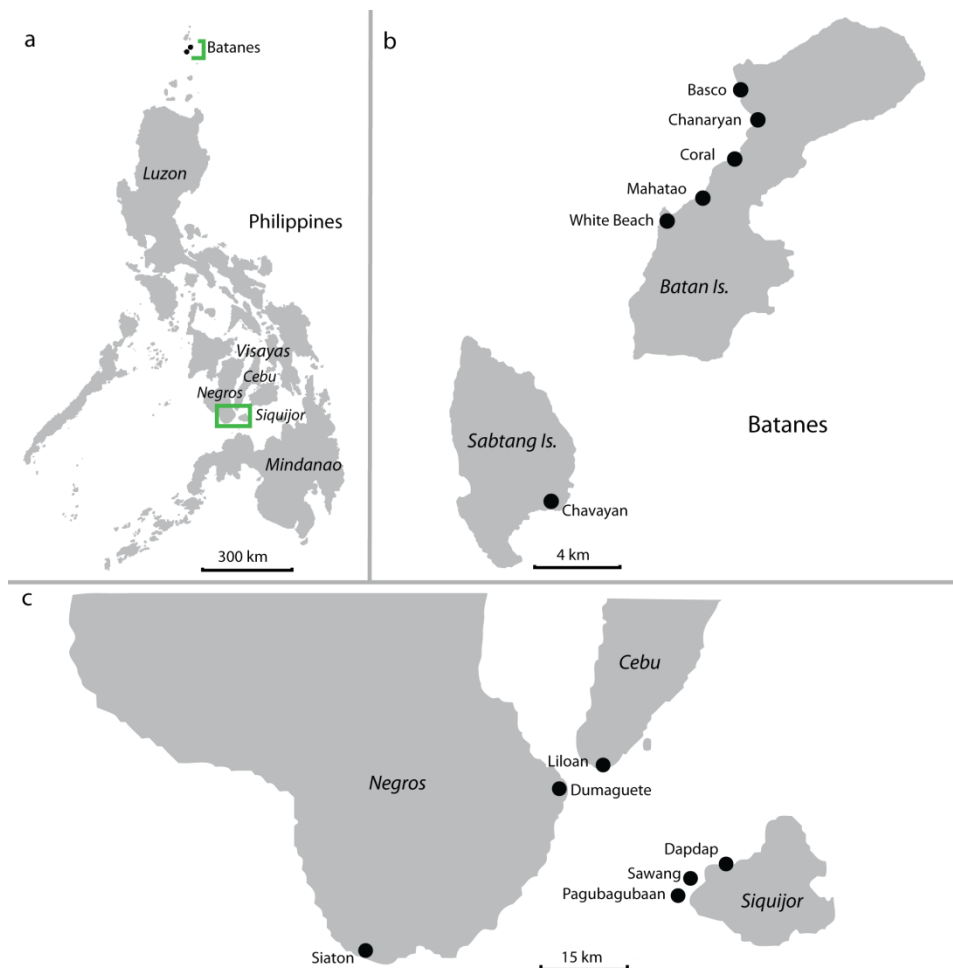 a
Batanes
Luzon
Philippines
Visayas
Cebu
Negros
Siquijor
Mindanao
300 km
b
Basco
Chanaryan
Coral
Mahatao
White Beach
Batan Is.
Sabtang Is.
Batanes
Chavayan
4 km
c
Cebu
Liloan
Negros
Dumaguete
Dapdap
Sawang
Pagubagubaan
Siquijor
Siaton
15 km